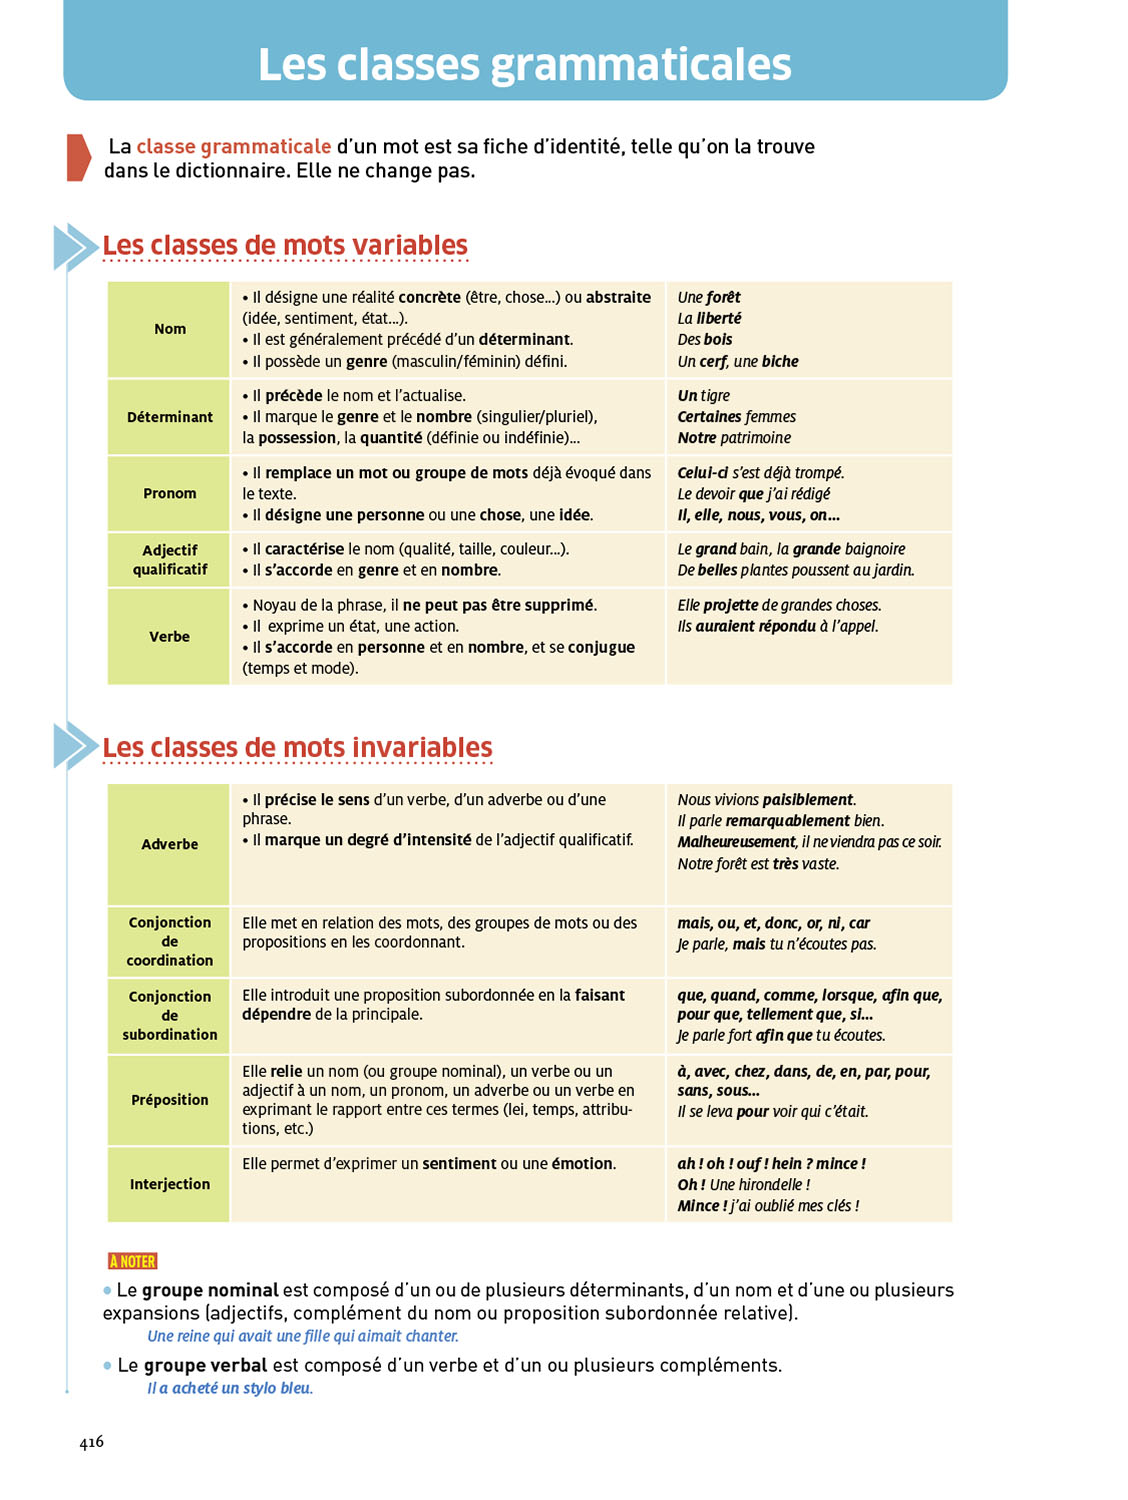 Les classes grammaticales
La classe grammaticale d'un mot est sa fiche d'identité, telle qu'on la trouve
dans le dictionnaire. Elle ne change pas.
Les classes de mots variables
Nom
• Il désigne une réalité concrète (être, chose...) ou abstraite
(idée, sentiment, état...).
• Il est généralement précédé d'un déterminant.
• Il possède un genre (masculin/féminin) défini.
Une forêt
La liberté
Des bois
Un cerf, une biche
Déterminant
• Il précède le nom et l'actualise.
• Il marque le genre et le nombre (singulier/pluriel),
la possession, la quantité (définie ou indéfinie)...
Un tigre
Certaines femmes
Notre patrimoine
Pronom
• Il remplace un mot ou groupe de mots déjà évoqué dans
le texte.
• Il désigne une personne ou une chose, une idée.
Celui-ci s'est déjà trompé.
Le devoir que j'ai rédigé
Il, elle, nous, vous, on...
Adjectif
qualificatif
• Il caractérise le nom (qualité, taille, couleur...).
• Il s'accorde en genre et en nombre.
Le grand bain, la grande baignoire
De belles plantes poussent au jardin.
Verbe
• Noyau de la phrase, il ne peut pas être supprimé.
• Il exprime un état, une action.
• Il s'accorde en personne et en nombre, et se conjugue
(temps et mode).
Elle projette de grandes choses.
Ils auraient répondu à l'appel.
Les classes de mots invariables
Adverbe
• Il précise le sens d'un verbe, d'un adverbe ou d'une
phrase.
• Il marque un degré d'intensité de l'adjectif qualificatif.
Nous vivions paisiblement.
Il parle remarquablement bien.
Malheureusement, il ne viendra pas ce soir.
Notre forêt est très vaste.
Conjonction
de
coordination
Elle met en relation des mots, des groupes de mots ou des
propositions en les coordonnant.
mais, ou, et, donc, or, ni, car
Je parle, mais tu n'écoutes pas.
Conjonction
de
subordination
Elle introduit une proposition subordonnée en la faisant
dépendre de la principale.
que, quand, comme, lorsque, afin que,
pour que, tellement que, si...
Je parle fort afin que tu écoutes.
Préposition
Elle relie un nom (ou groupe nominal), un verbe ou un
adjectif à un nom, un pronom, un adverbe ou un verbe en
exprimant le rapport entre ces termes (lei, temps, attribu-
tions, etc.)
à, avec, chez, dans, de, en, par, pour,
sans, sous...
Il se leva pour voir qui c'était.
Interjection
Elle permet d'exprimer un sentiment ou une émotion.
ah ! oh ! ouf ! hein ? mince !
Oh ! Une hirondelle !
Mince ! j'ai oublié mes clés !
À NOTER
• Le groupe nominal est composé d'un ou de plusieurs déterminants, d'un nom et d'une ou plusieurs
expansions (adjectifs, complément du nom ou proposition subordonnée relative).
Une reine qui avait une fille qui aimait chanter.
• Le groupe verbal est composé d'un verbe et d'un ou plusieurs compléments.
Il a acheté un stylo bleu.
416